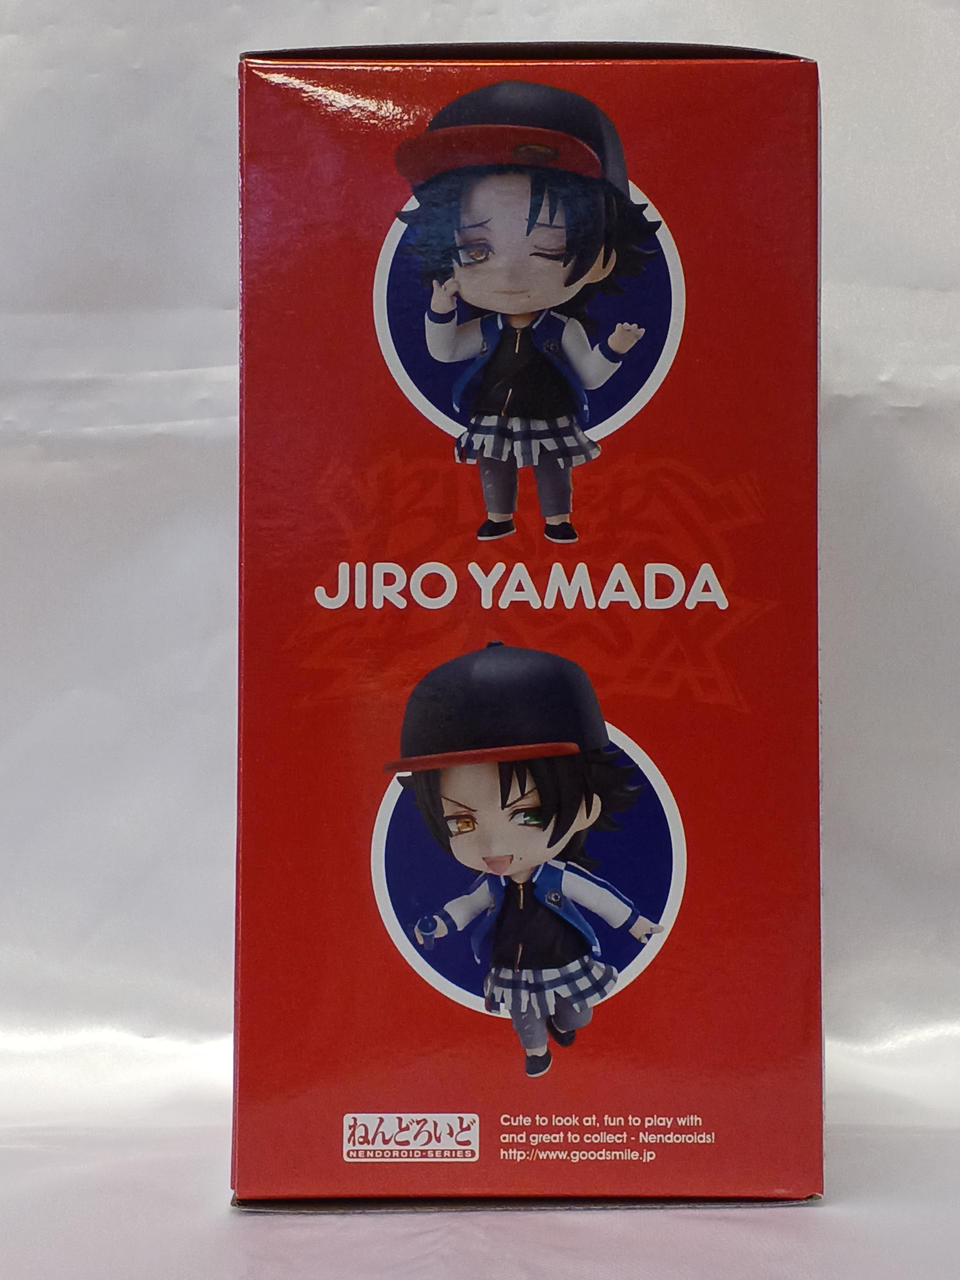 JIRO YAMADA
ねんどろいど
NENDOROID-SERIES
Cute to look at, fun to play with
and great to collect - Nendoroids!
http://www.goodsmile.jp